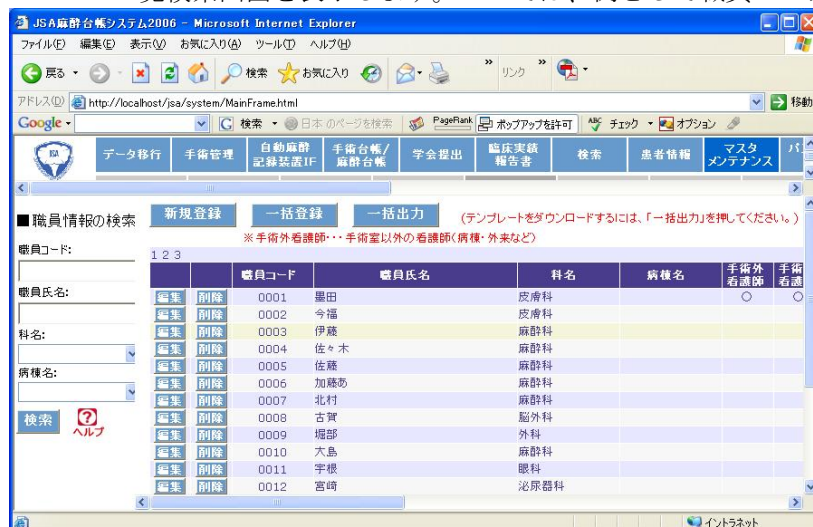 JSA麻酔台帳システム2006 - Microsoft Internet Explorer
ファイル(F) 編集(E) 表示(V) お気に入り(A) ツール(T) ヘルプ(H)
戻る 検索 お気に入り リンク
アドレス(D) http://localhost/jsa/system/MainFrame.html 移動
Google 検索 日本 のページを検索 PageRank ポップアップを許可 チェック オプション
データ移行 手術管理 自動麻酔記録装置IF 手術台帳/麻酔台帳 学会提出 臨床実績報告書 検索 患者情報 マスタメンテナンス パ
■職員情報の検索 新規登録 一括登録 一括出力 (テンプレートをダウンロードするには、「一括出力」を押してください。)
※手術外看護師・・・手術室以外の看護師(病棟・外来など)
職員コード:
職員氏名:
科名:
病棟名:
検索 ヘルプ
1 2 3
職員コード 職員氏名 科名 病棟名 手術外看護師 手術看護
編集 削除 0001 墨田 皮膚科 ○ ○
編集 削除 0002 今福 皮膚科
編集 削除 0003 伊藤 麻酔科
編集 削除 0004 佐々木 麻酔科
編集 削除 0005 佐藤 麻酔科
編集 削除 0006 加藤あ 麻酔科
編集 削除 0007 北村 麻酔科
編集 削除 0008 古賀 脳外科
編集 削除 0009 堀部 外科
編集 削除 0010 大島 麻酔科
編集 削除 0011 宇根 眼科
編集 削除 0012 宮崎 泌尿器科
イントラネット